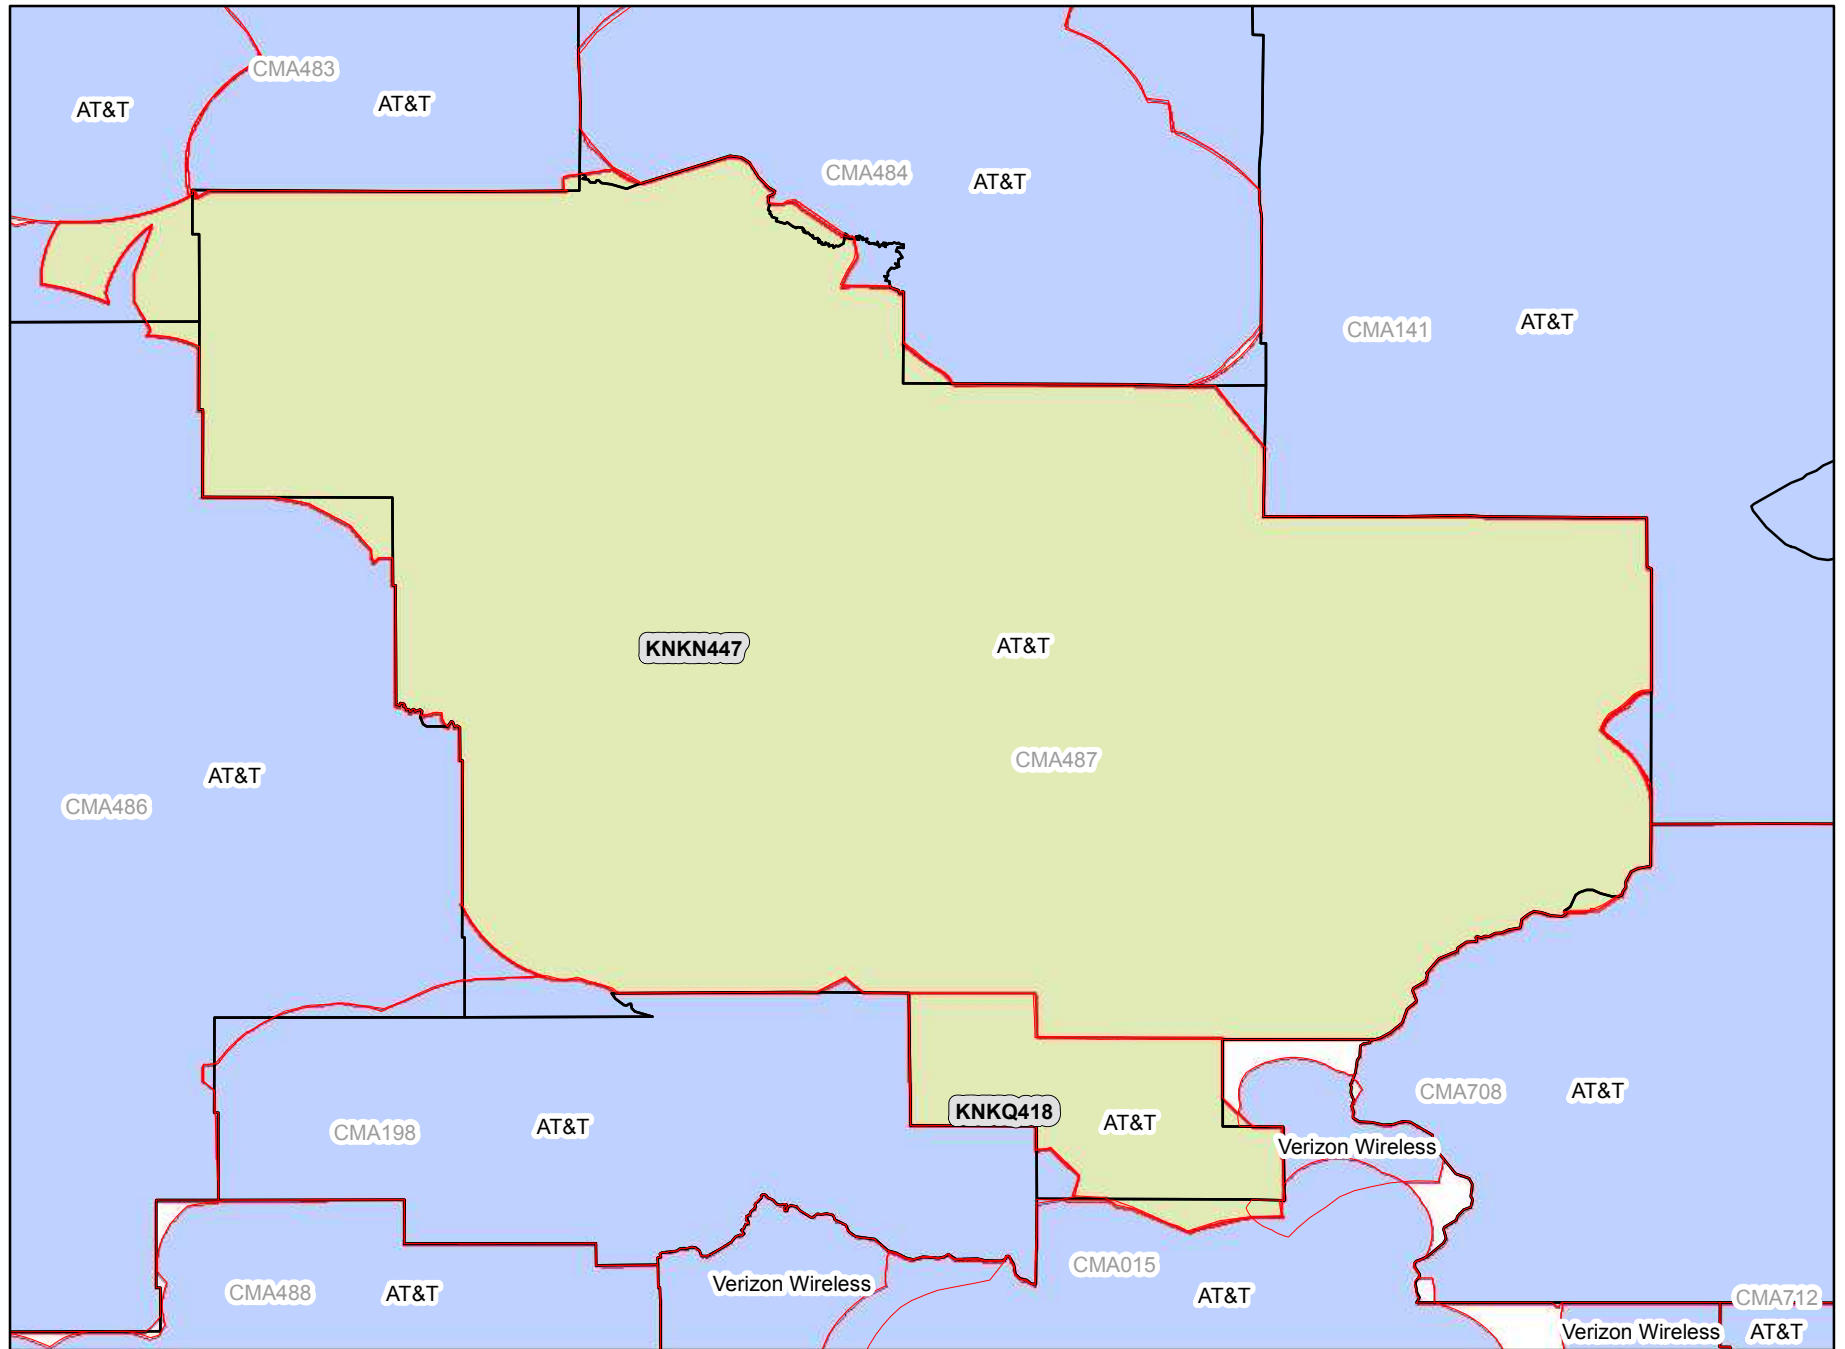 CMA483
AT&T
AT&T
CMA484
AT&T
CMA141
AT&T
KNKN447
AT&T
CMA487
AT&T
CMA486
KNKQ418
AT&T
CMA708
AT&T
CMA198
AT&T
Verizon Wireless
CMA015
AT&T
Verizon Wireless
CMA488
AT&T
CMA712
Verizon Wireless
AT&T